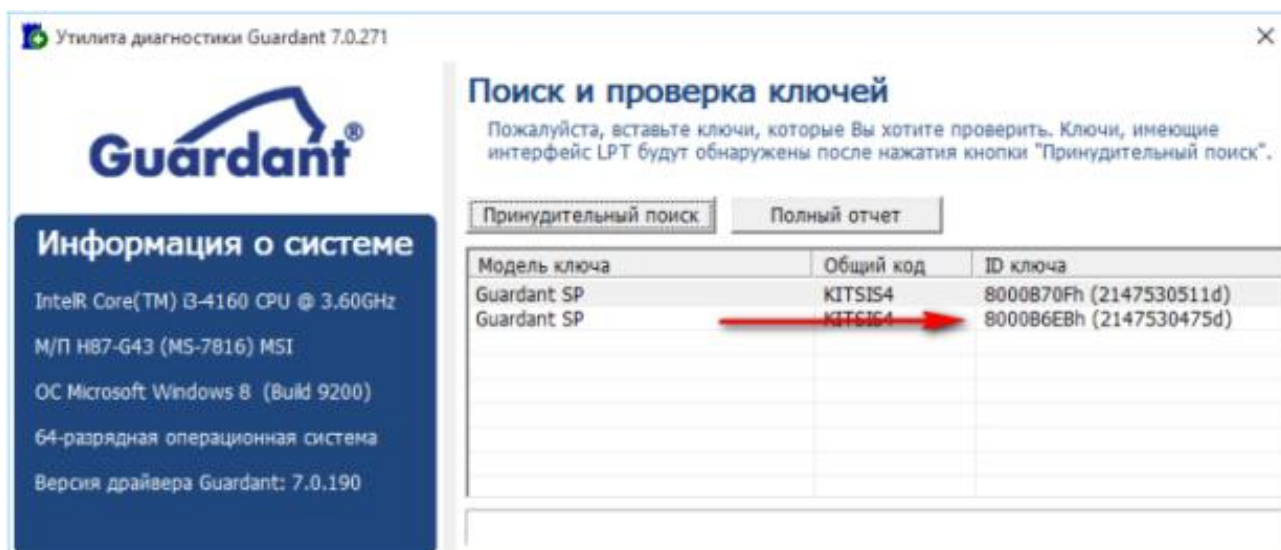 Утилита диагностики Guardant 7.0.271
Guardant®
Информация о системе
IntelR Core(TM) i3-4160 CPU @ 3,60GHz
М/П H87-G43 (MS-7816) MSI
ОС Microsoft Windows 8 (Build 9200)
64-разрядная операционная система
Версия драйвера Guardant: 7.0.190
Поиск и проверка ключей
Пожалуйста, вставьте ключи, которые Вы хотите проверить. Ключи, имеющие
интерфейс LPT будут обнаружены после нажатия кнопки "Принудительный поиск".
Принудительный поиск Полный отчет
Модель ключа Общий код ID ключа
Guardant SP KITSIS4 8000B70Fh (2147530511d)
Guardant SP KITSIS4 8000B6EBh (2147530475d)